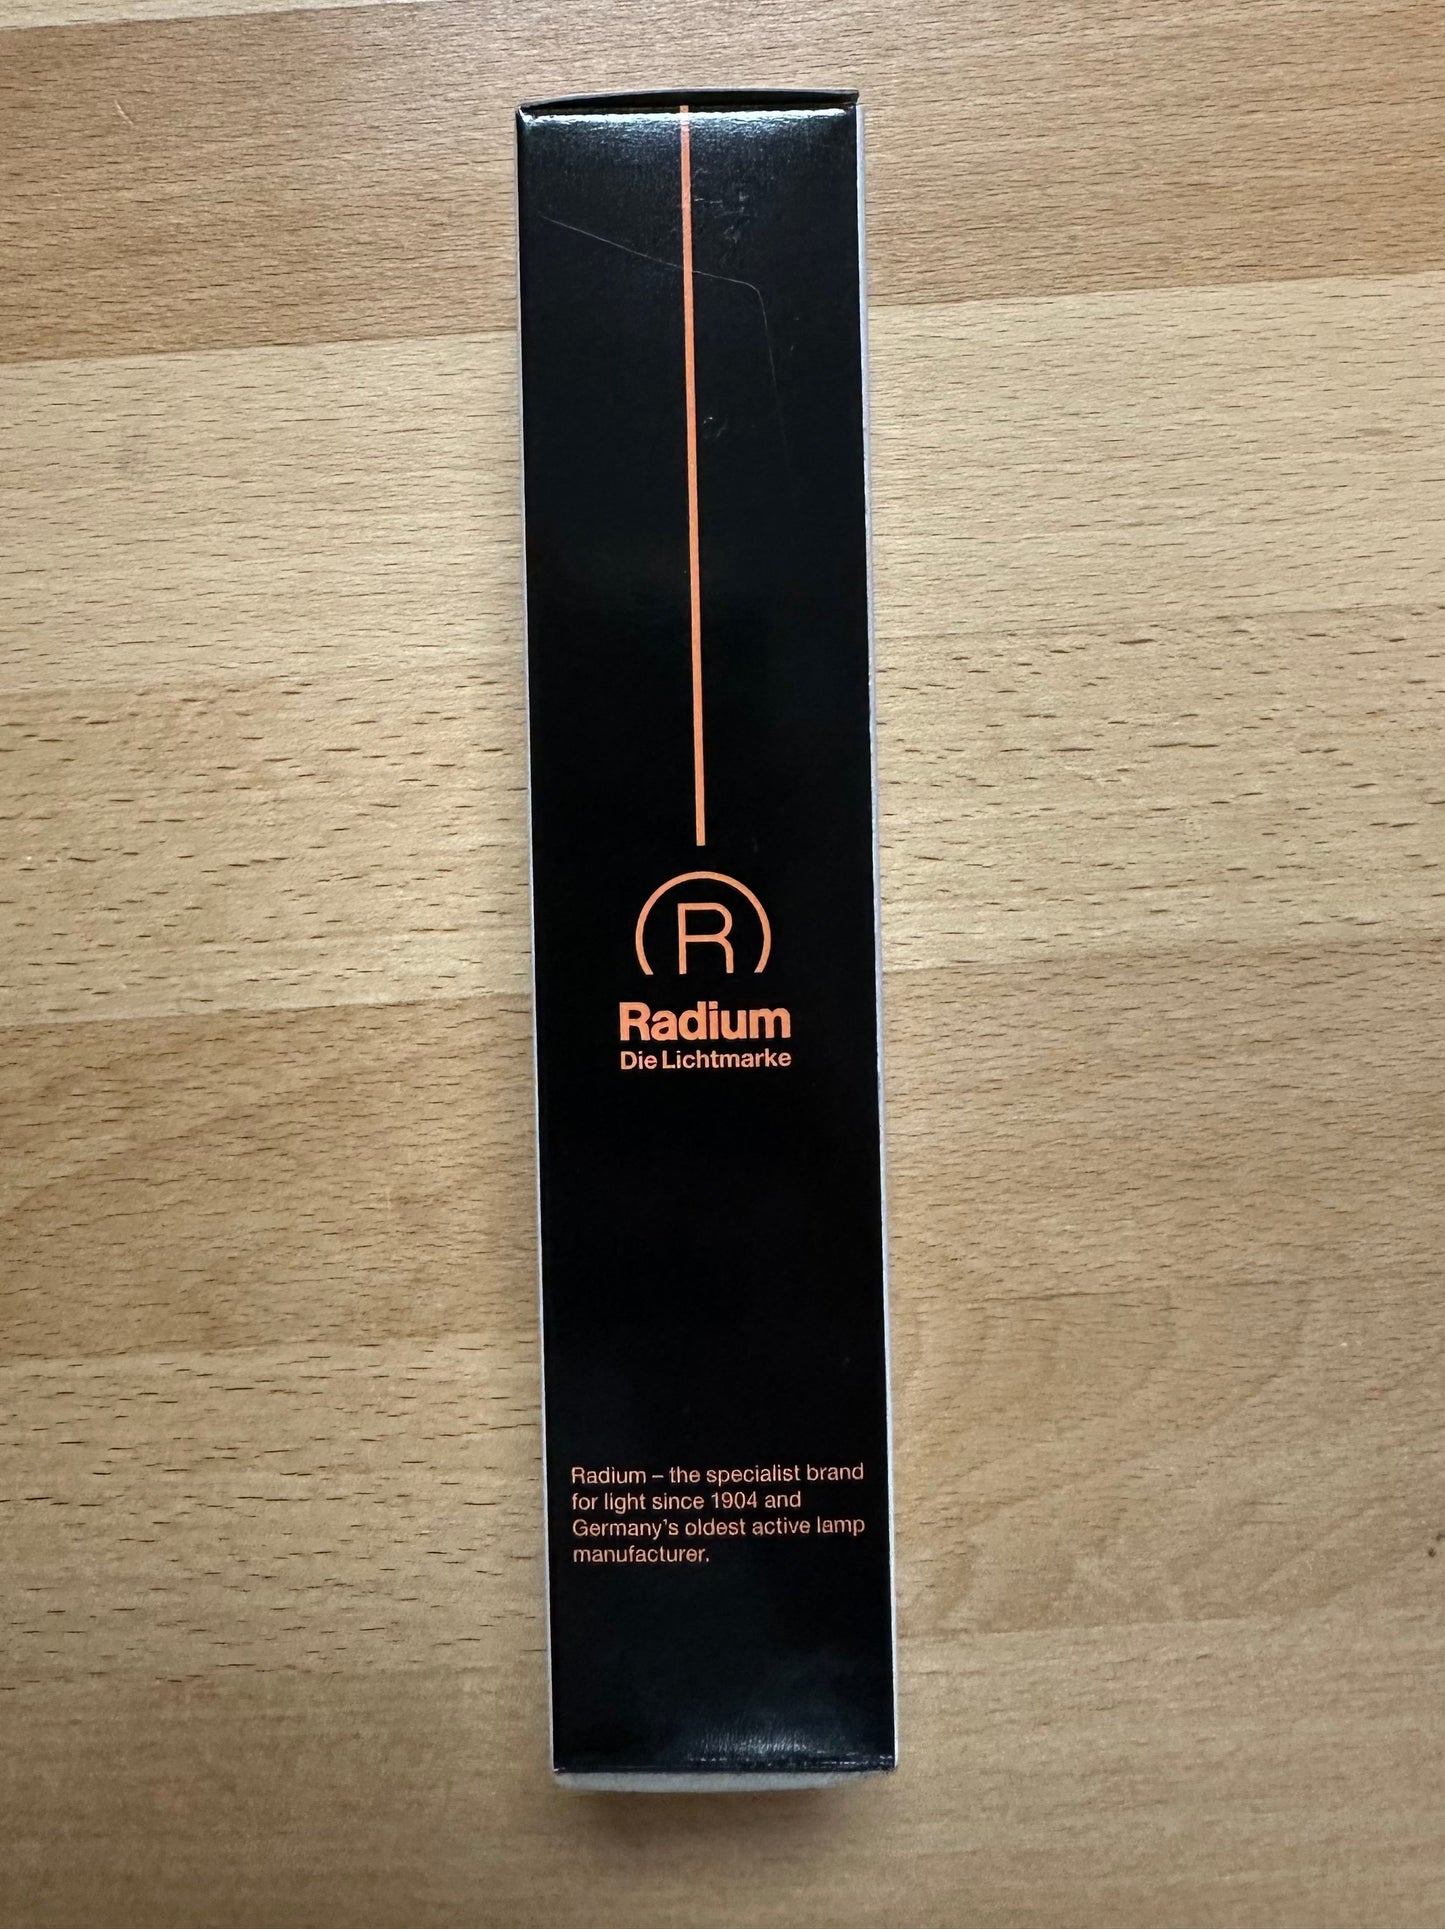 R
Radium
Die Lichtmarke
Radium – the specialist brand
for light since 1904 and
Germany's oldest active lamp
manufacturer.